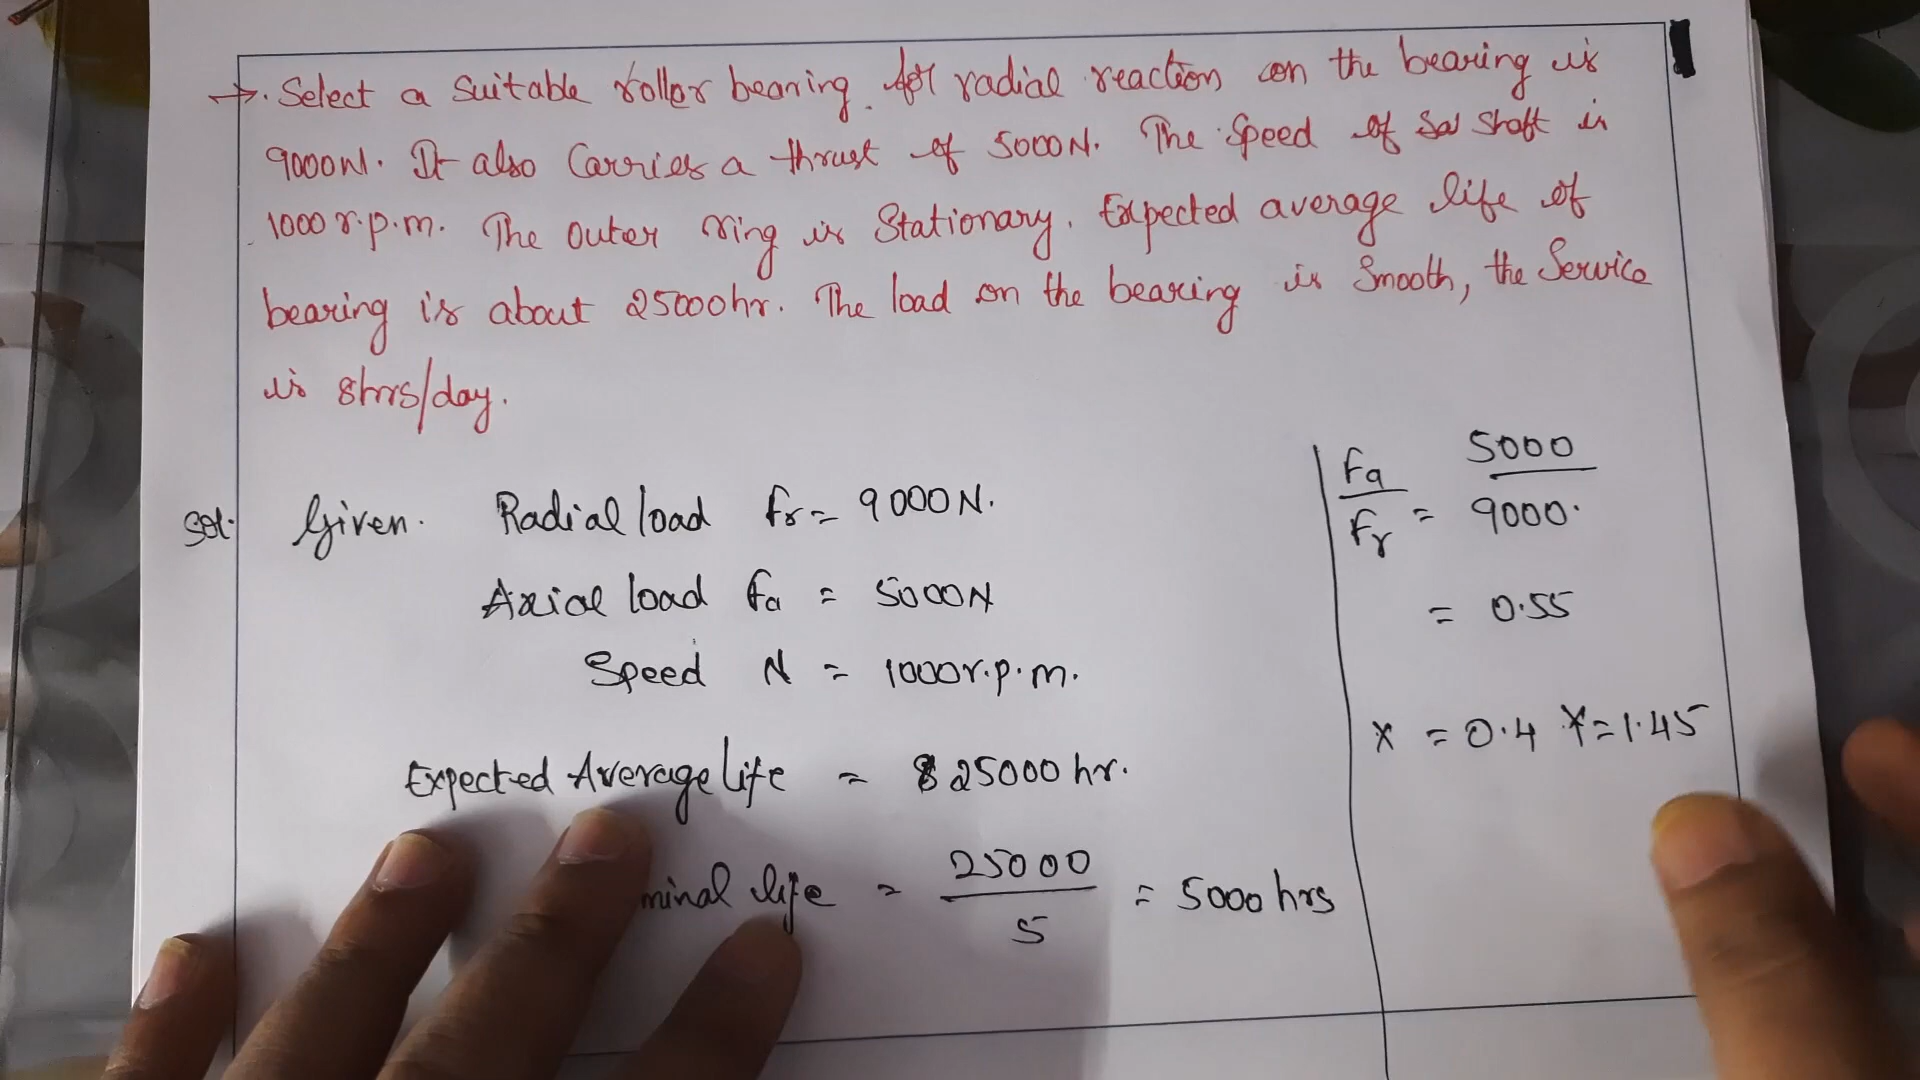 →. Select a Suitable roller bearing for radial reaction on the bearing is
9000N. It also Carries a thrust of 5000N. The Speed of shaft is
1000 r.p.m. The outer ring is Stationary. Expected average life of
bearing is about 25000hr. The load on the bearing is Smooth, the Service
is 8hrs/day.
Sol. Given. Radial load Fr = 9000N.
Axial load Fa = 5000N
Speed N = 1000r.p.m.
Expected Average life = 25000 hr.
minal life = 25000/5 = 5000 hrs
Fa/Fr = 5000/9000.
= 0.55
X = 0.4 Y = 1.45